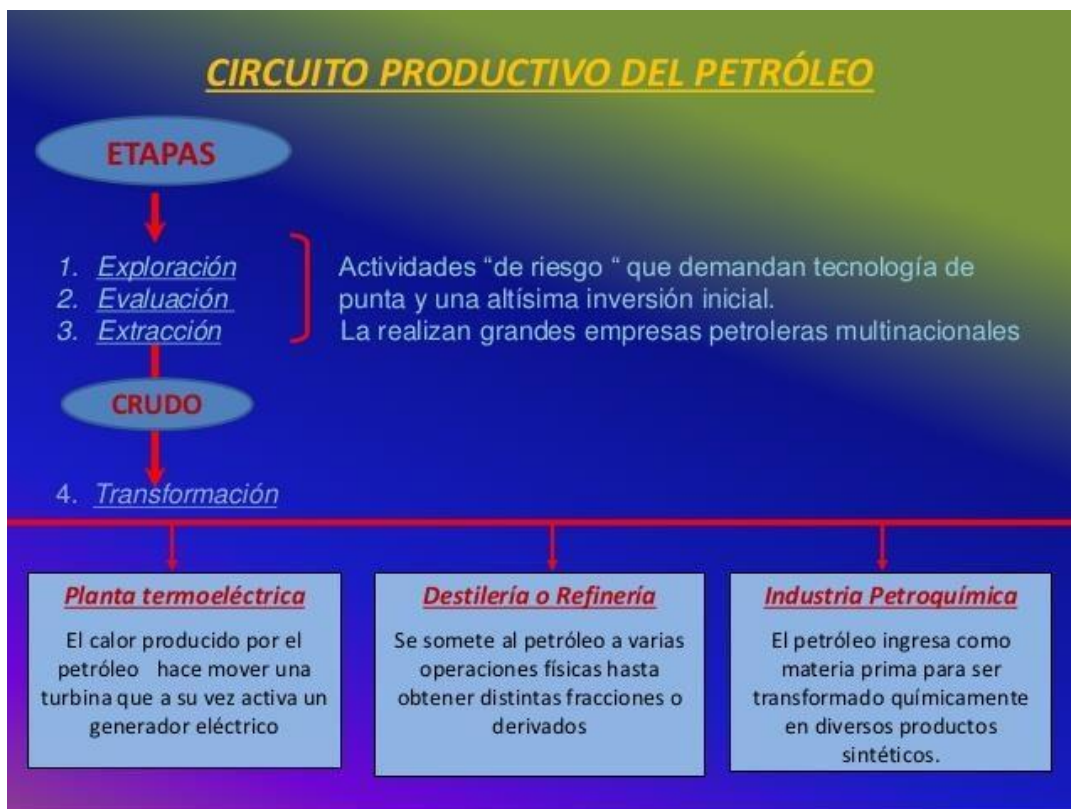 CIRCUITO PRODUCTIVO DEL PETRÓLEO
ETAPAS
1. Exploración
2. Evaluación
3. Extracción
Actividades “de riesgo “ que demandan tecnología de
punta y una altísima inversión inicial.
La realizan grandes empresas petroleras multinacionales
CRUDO
4. Transformación
Planta termoeléctrica
El calor producido por el
petróleo hace mover una
turbina que a su vez activa un
generador eléctrico
Destilería o Refinería
Se somete al petróleo a varias
operaciones físicas hasta
obtener distintas fracciones o
derivados
Industria Petroquímica
El petróleo ingresa como
materia prima para ser
transformado químicamente
en diversos productos
sintéticos.